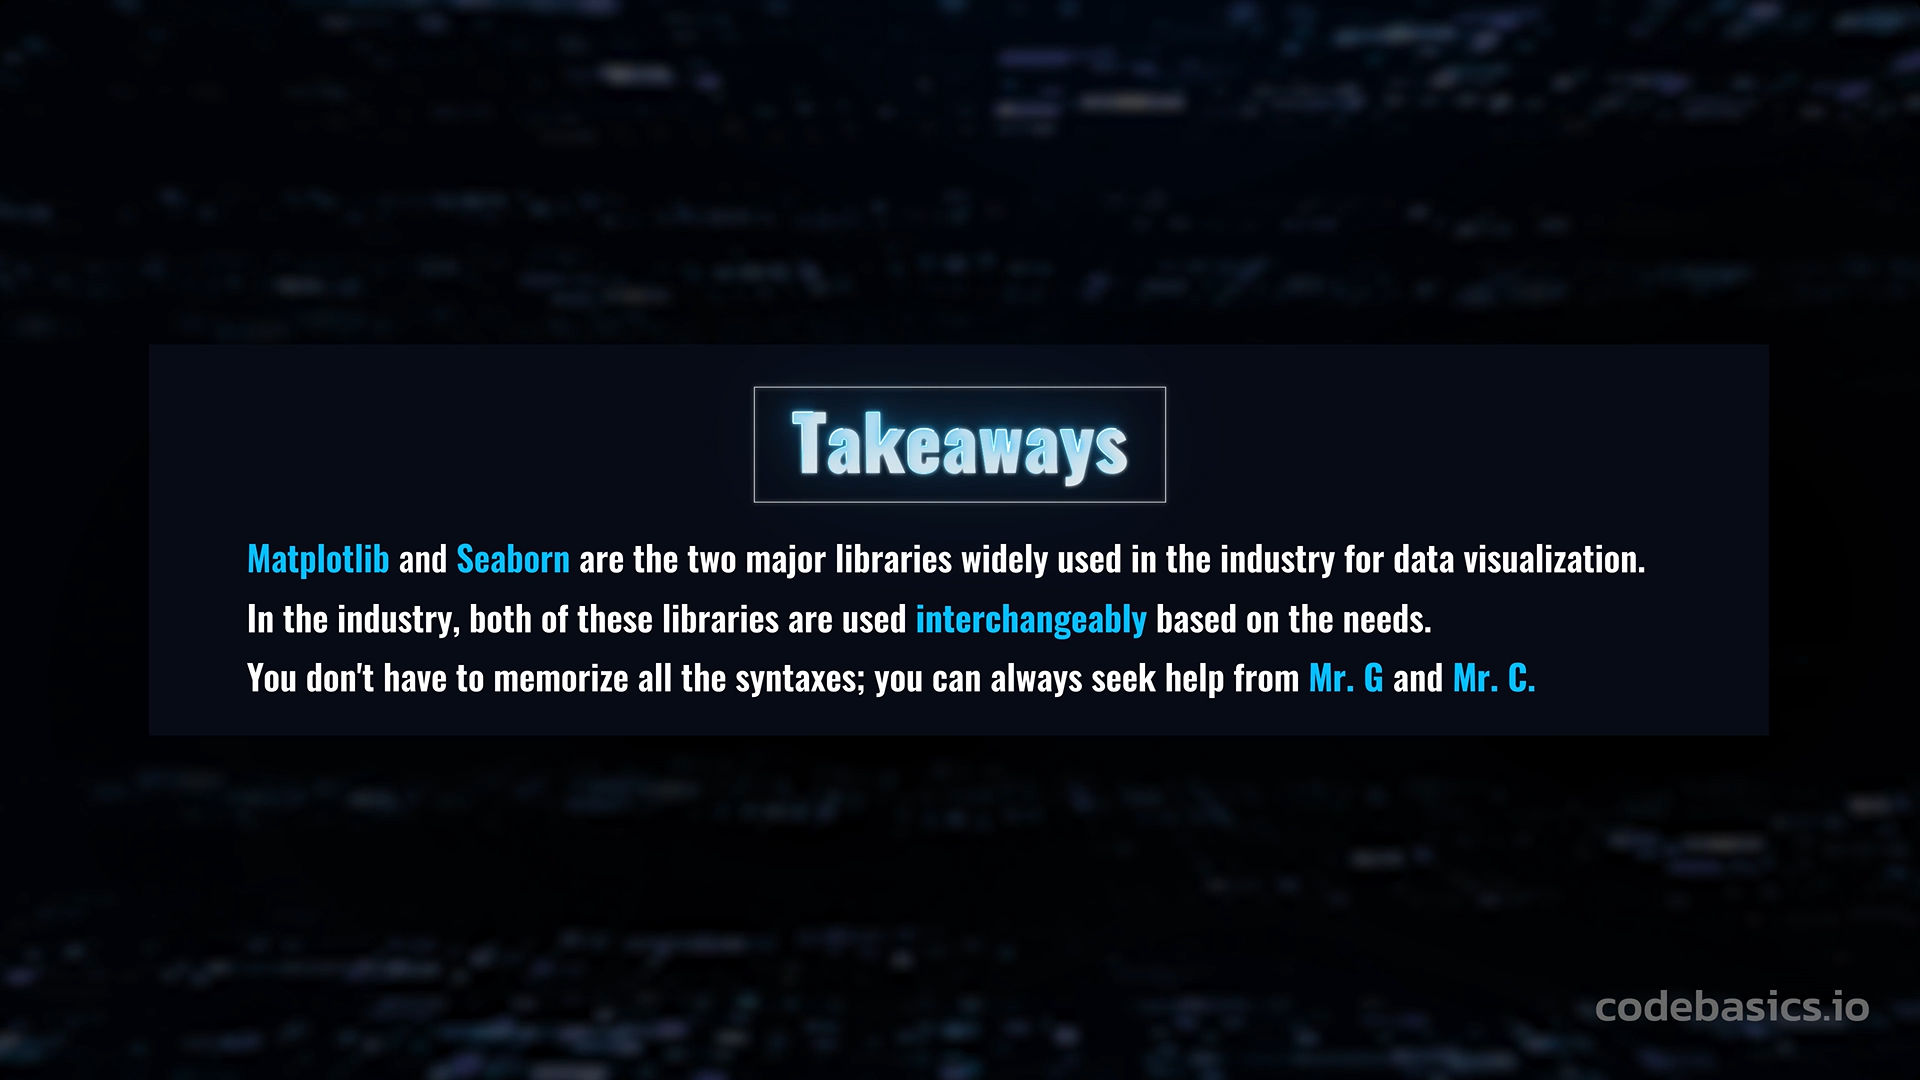 Takeaways
Matplotlib and Seaborn are the two major libraries widely used in the industry for data visualization.
In the industry, both of these libraries are used interchangeably based on the needs.
You don't have to memorize all the syntaxes; you can always seek help from Mr. G and Mr. C.
codebasics.io